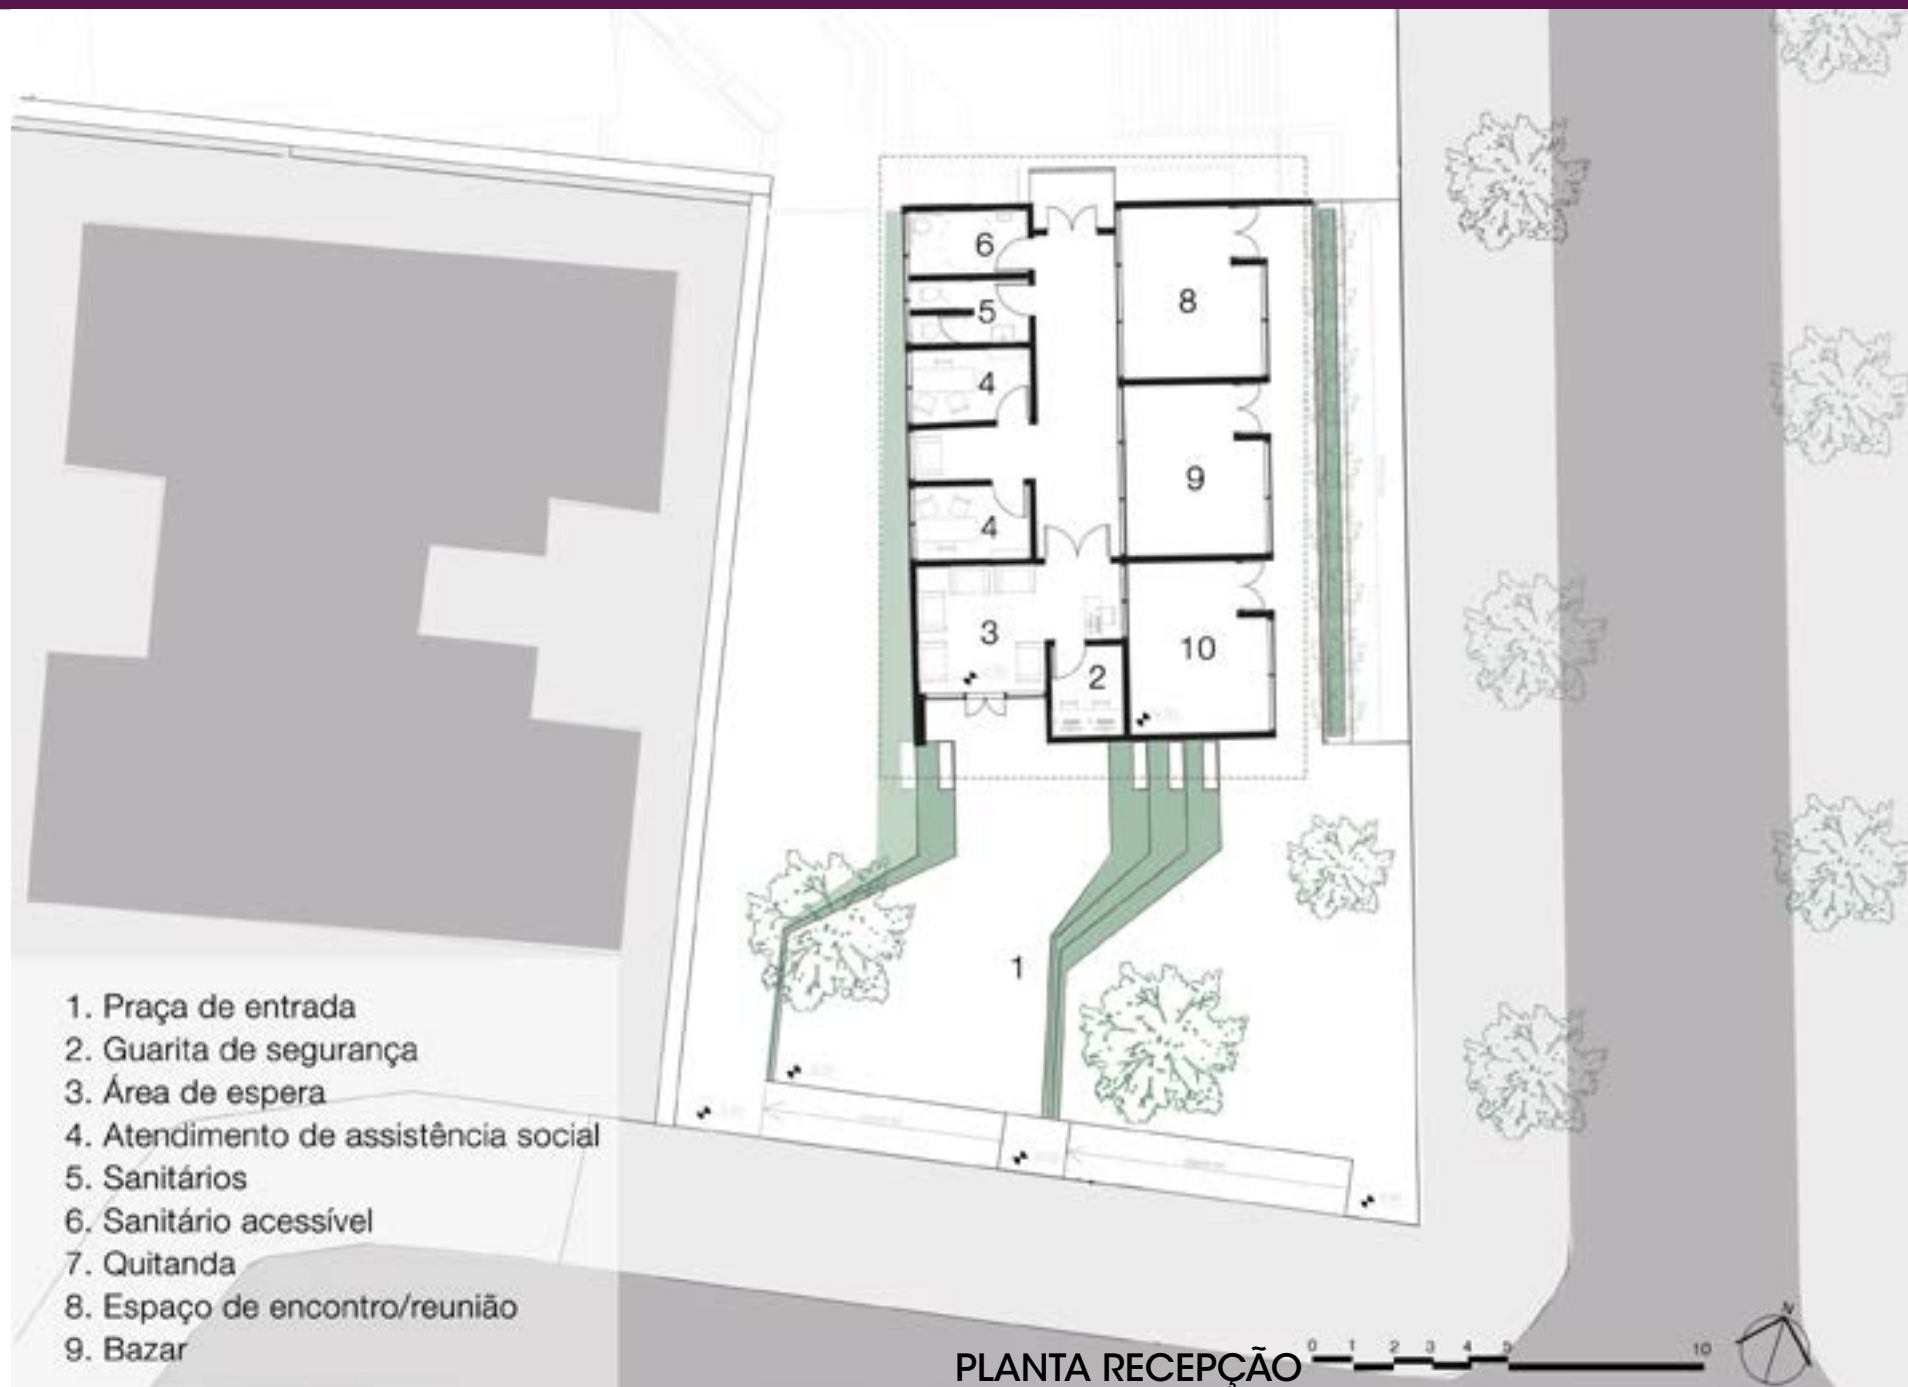 6
5
8
4
9
4
3
10
2
1
1. Praça de entrada
2. Guarita de segurança
3. Área de espera
4. Atendimento de assistência social
5. Sanitários
6. Sanitário acessível
7. Quitanda
8. Espaço de encontro/reunião
9. Bazar
PLANTA RECEPÇÃO
0 1 2 3 4 5 10
N